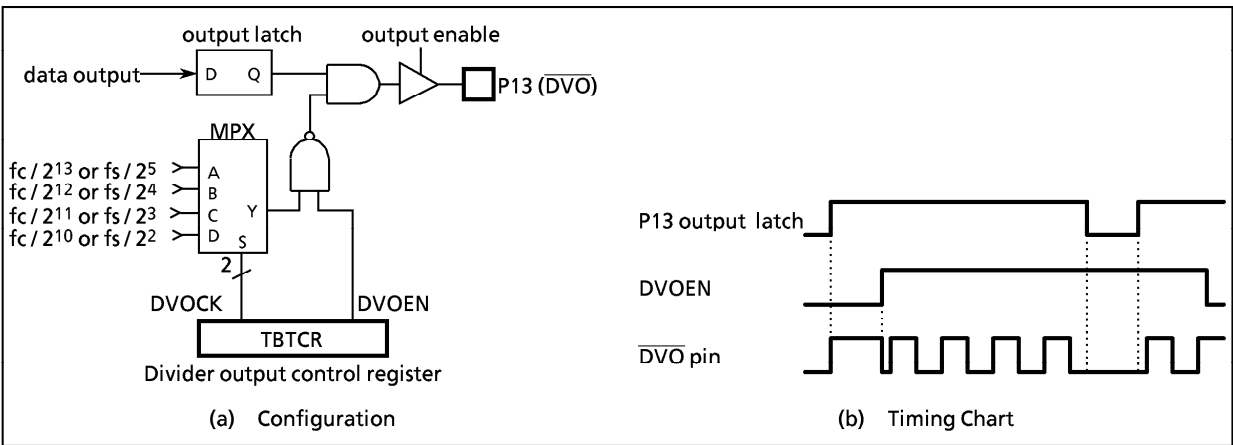 output latch
output enable
data output
D
Q
P13 (D̅V̅O̅)
MPX
fc / 2¹³ or fs / 2⁵
A
fc / 2¹² or fs / 2⁴
B
fc / 2¹¹ or fs / 2³
C
Y
fc / 2¹⁰ or fs / 2²
D
S
2
DVOCK
DVOEN
TBTCR
Divider output control register
(a) Configuration
P13 output latch
DVOEN
D̅V̅O̅ pin
(b) Timing Chart